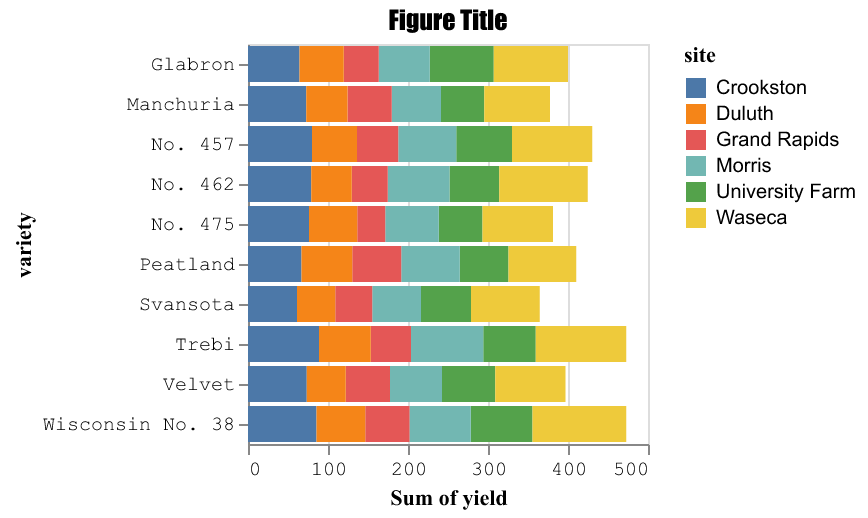 Figure Title
variety
Glabron
Manchuria
No. 457
No. 462
No. 475
Peatland
Svansota
Trebi
Velvet
Wisconsin No. 38
0 100 200 300 400 500
Sum of yield
site
Crookston
Duluth
Grand Rapids
Morris
University Farm
Waseca